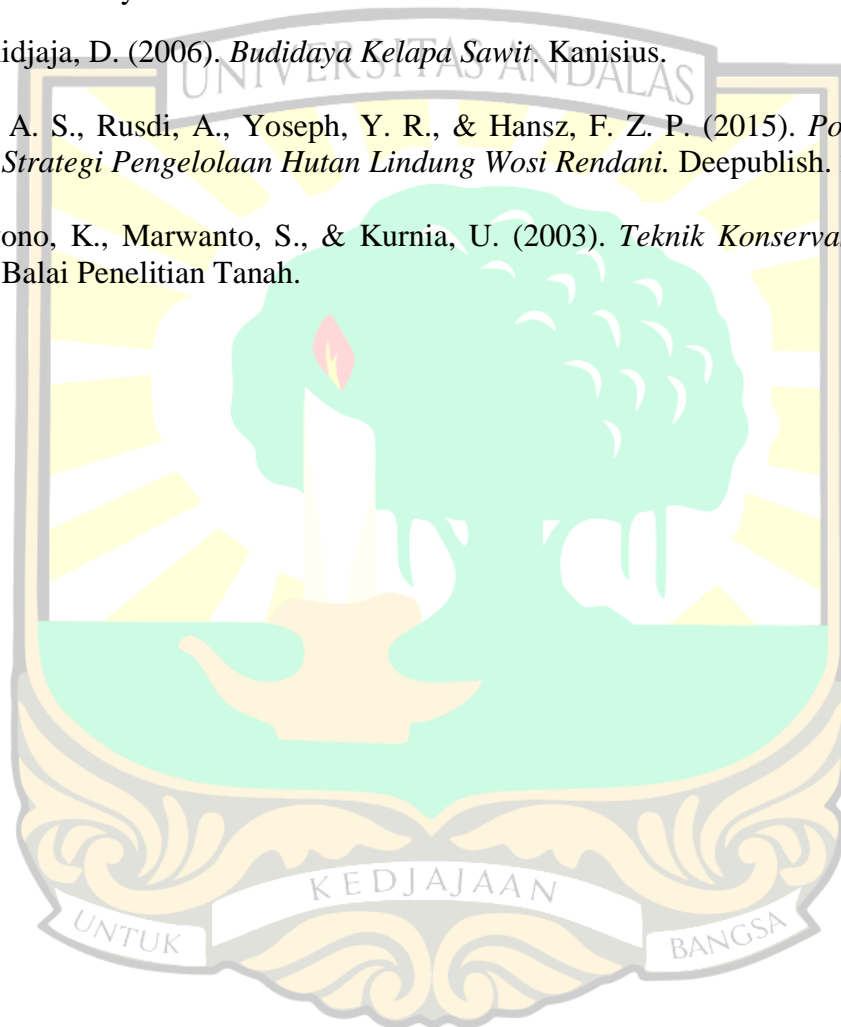 idjaja, D. (2006). Budidaya Kelapa Sawit. Kanisius.
UNIVERSITAS ANDALAS
A. S., Rusdi, A., Yoseph, Y. R., & Hansz, F. Z. P. (2015). Po
Strategi Pengelolaan Hutan Lindung Wosi Rendani. Deepublish.
ono, K., Marwanto, S., & Kurnia, U. (2003). Teknik Konserva
Balai Penelitian Tanah.
KEDJAJAAN
UNTUK
BANGSA